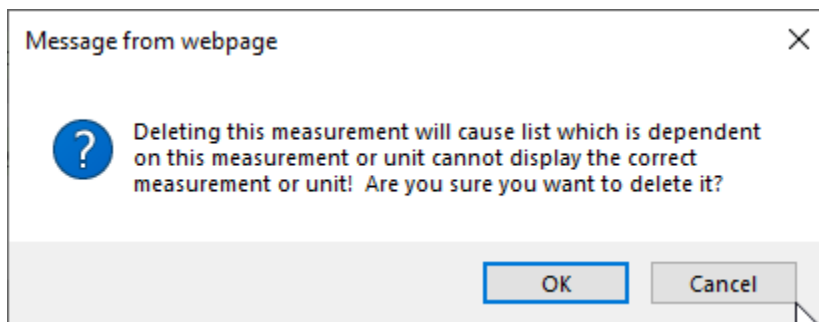 Message from webpage
Deleting this measurement will cause list which is dependent
on this measurement or unit cannot display the correct
measurement or unit!  Are you sure you want to delete it?
OK
Cancel